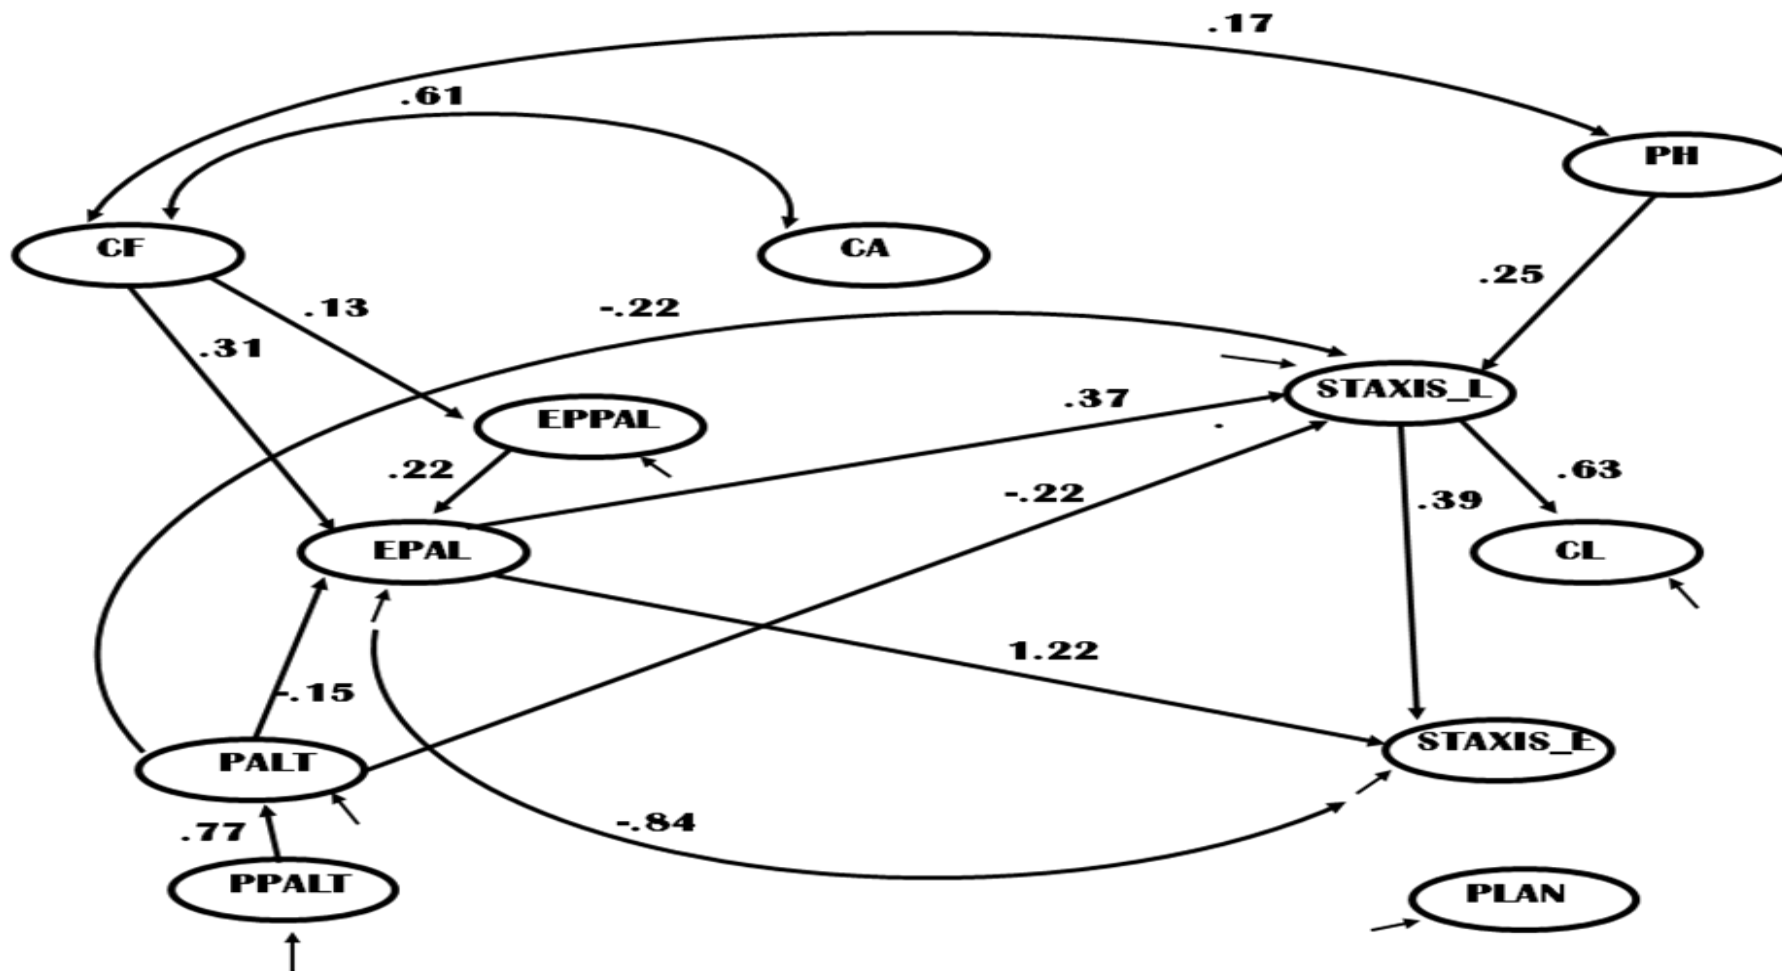 .17
.61
PH
CF
CA
.25
.13
-.22
.31
STAXIS_L
.37
EPPAL
.
.22
-.22
.63
.39
EPAL
CL
1.22
-.15
STAXIS_E
PALT
-.84
.77
PPALT
PLAN